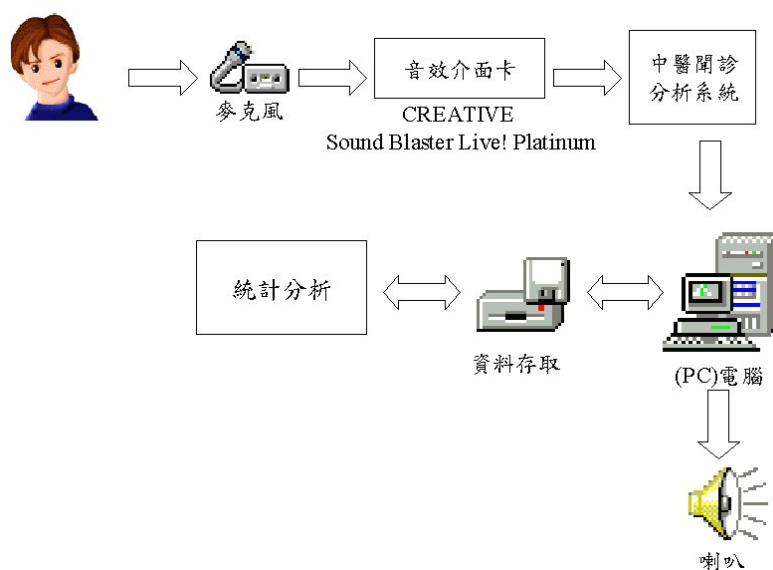 麥克風
音效介面卡
CREATIVE
Sound Blaster Live! Platinum
中醫聞診
分析系統
統計分析
資料存取
(PC)電腦
喇叭